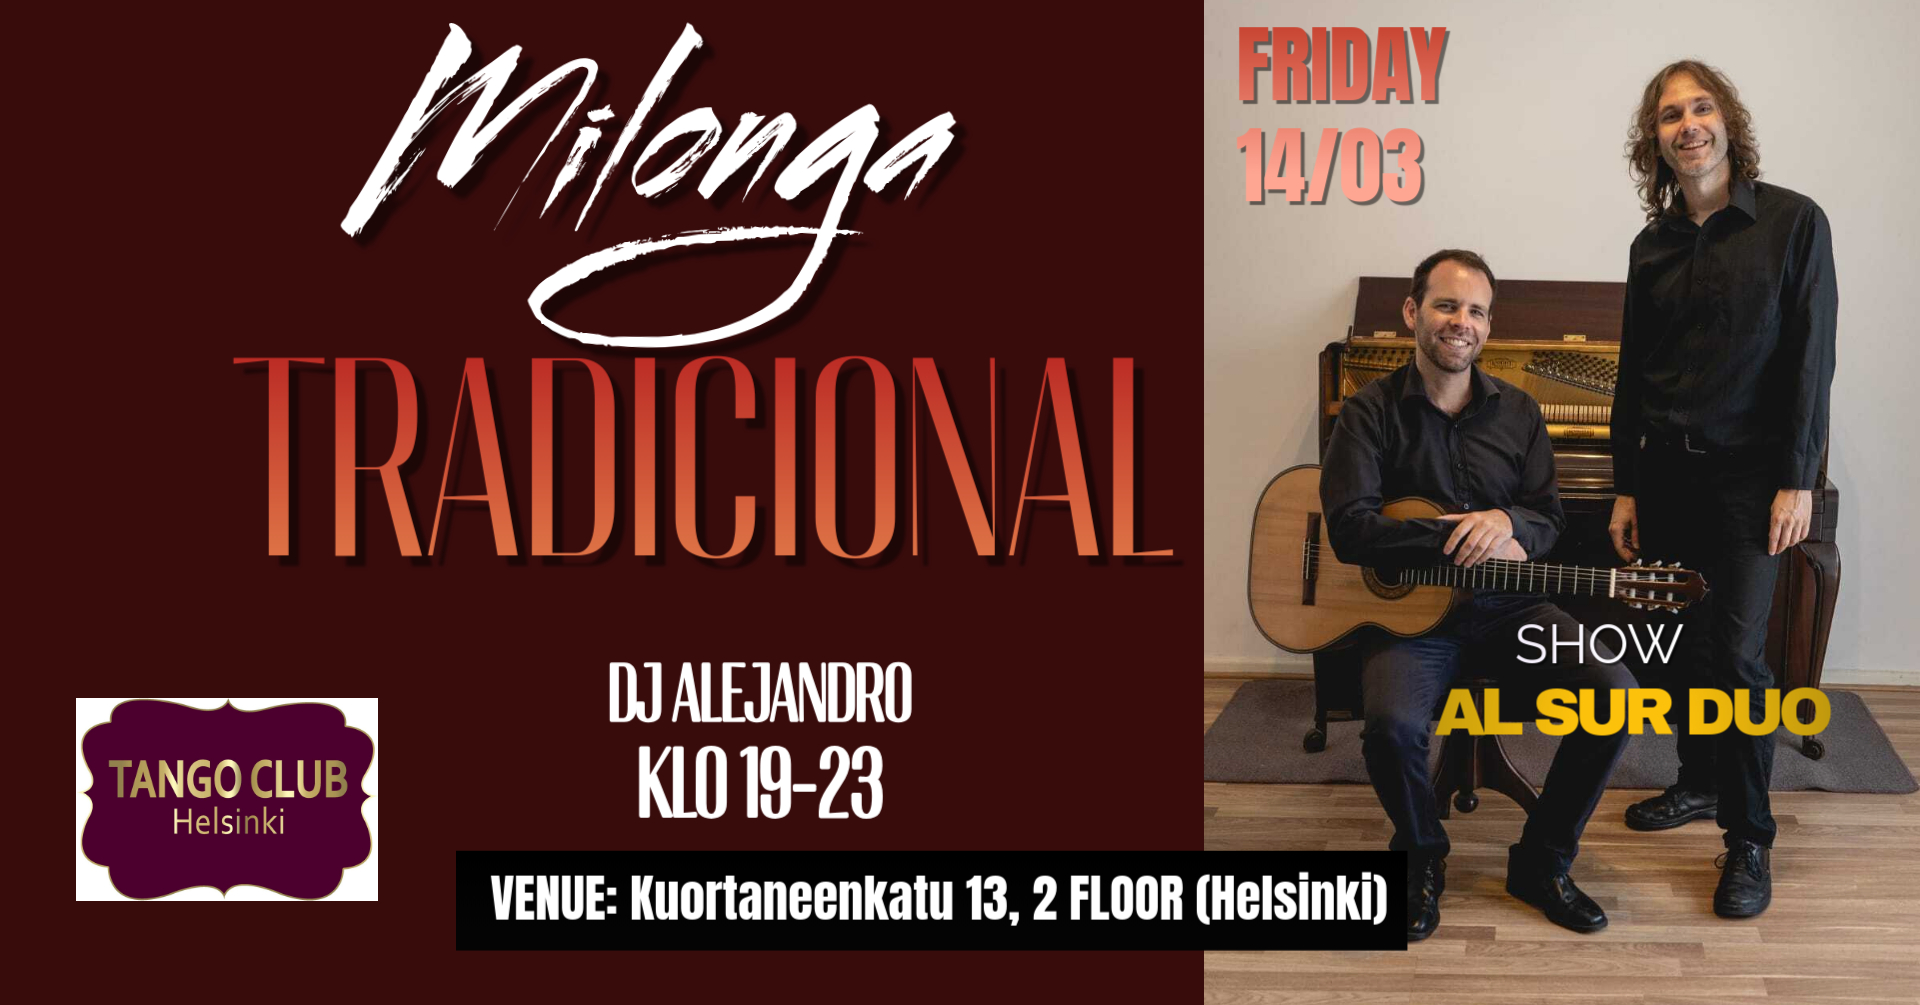 Milonga
TRADICIONAL
FRIDAY
14/03
DJ ALEJANDRO
KLO 19-23
SHOW
AL SUR DUO
TANGO CLUB
Helsinki
VENUE: Kuortaneenkatu 13, 2 FLOOR (Helsinki)